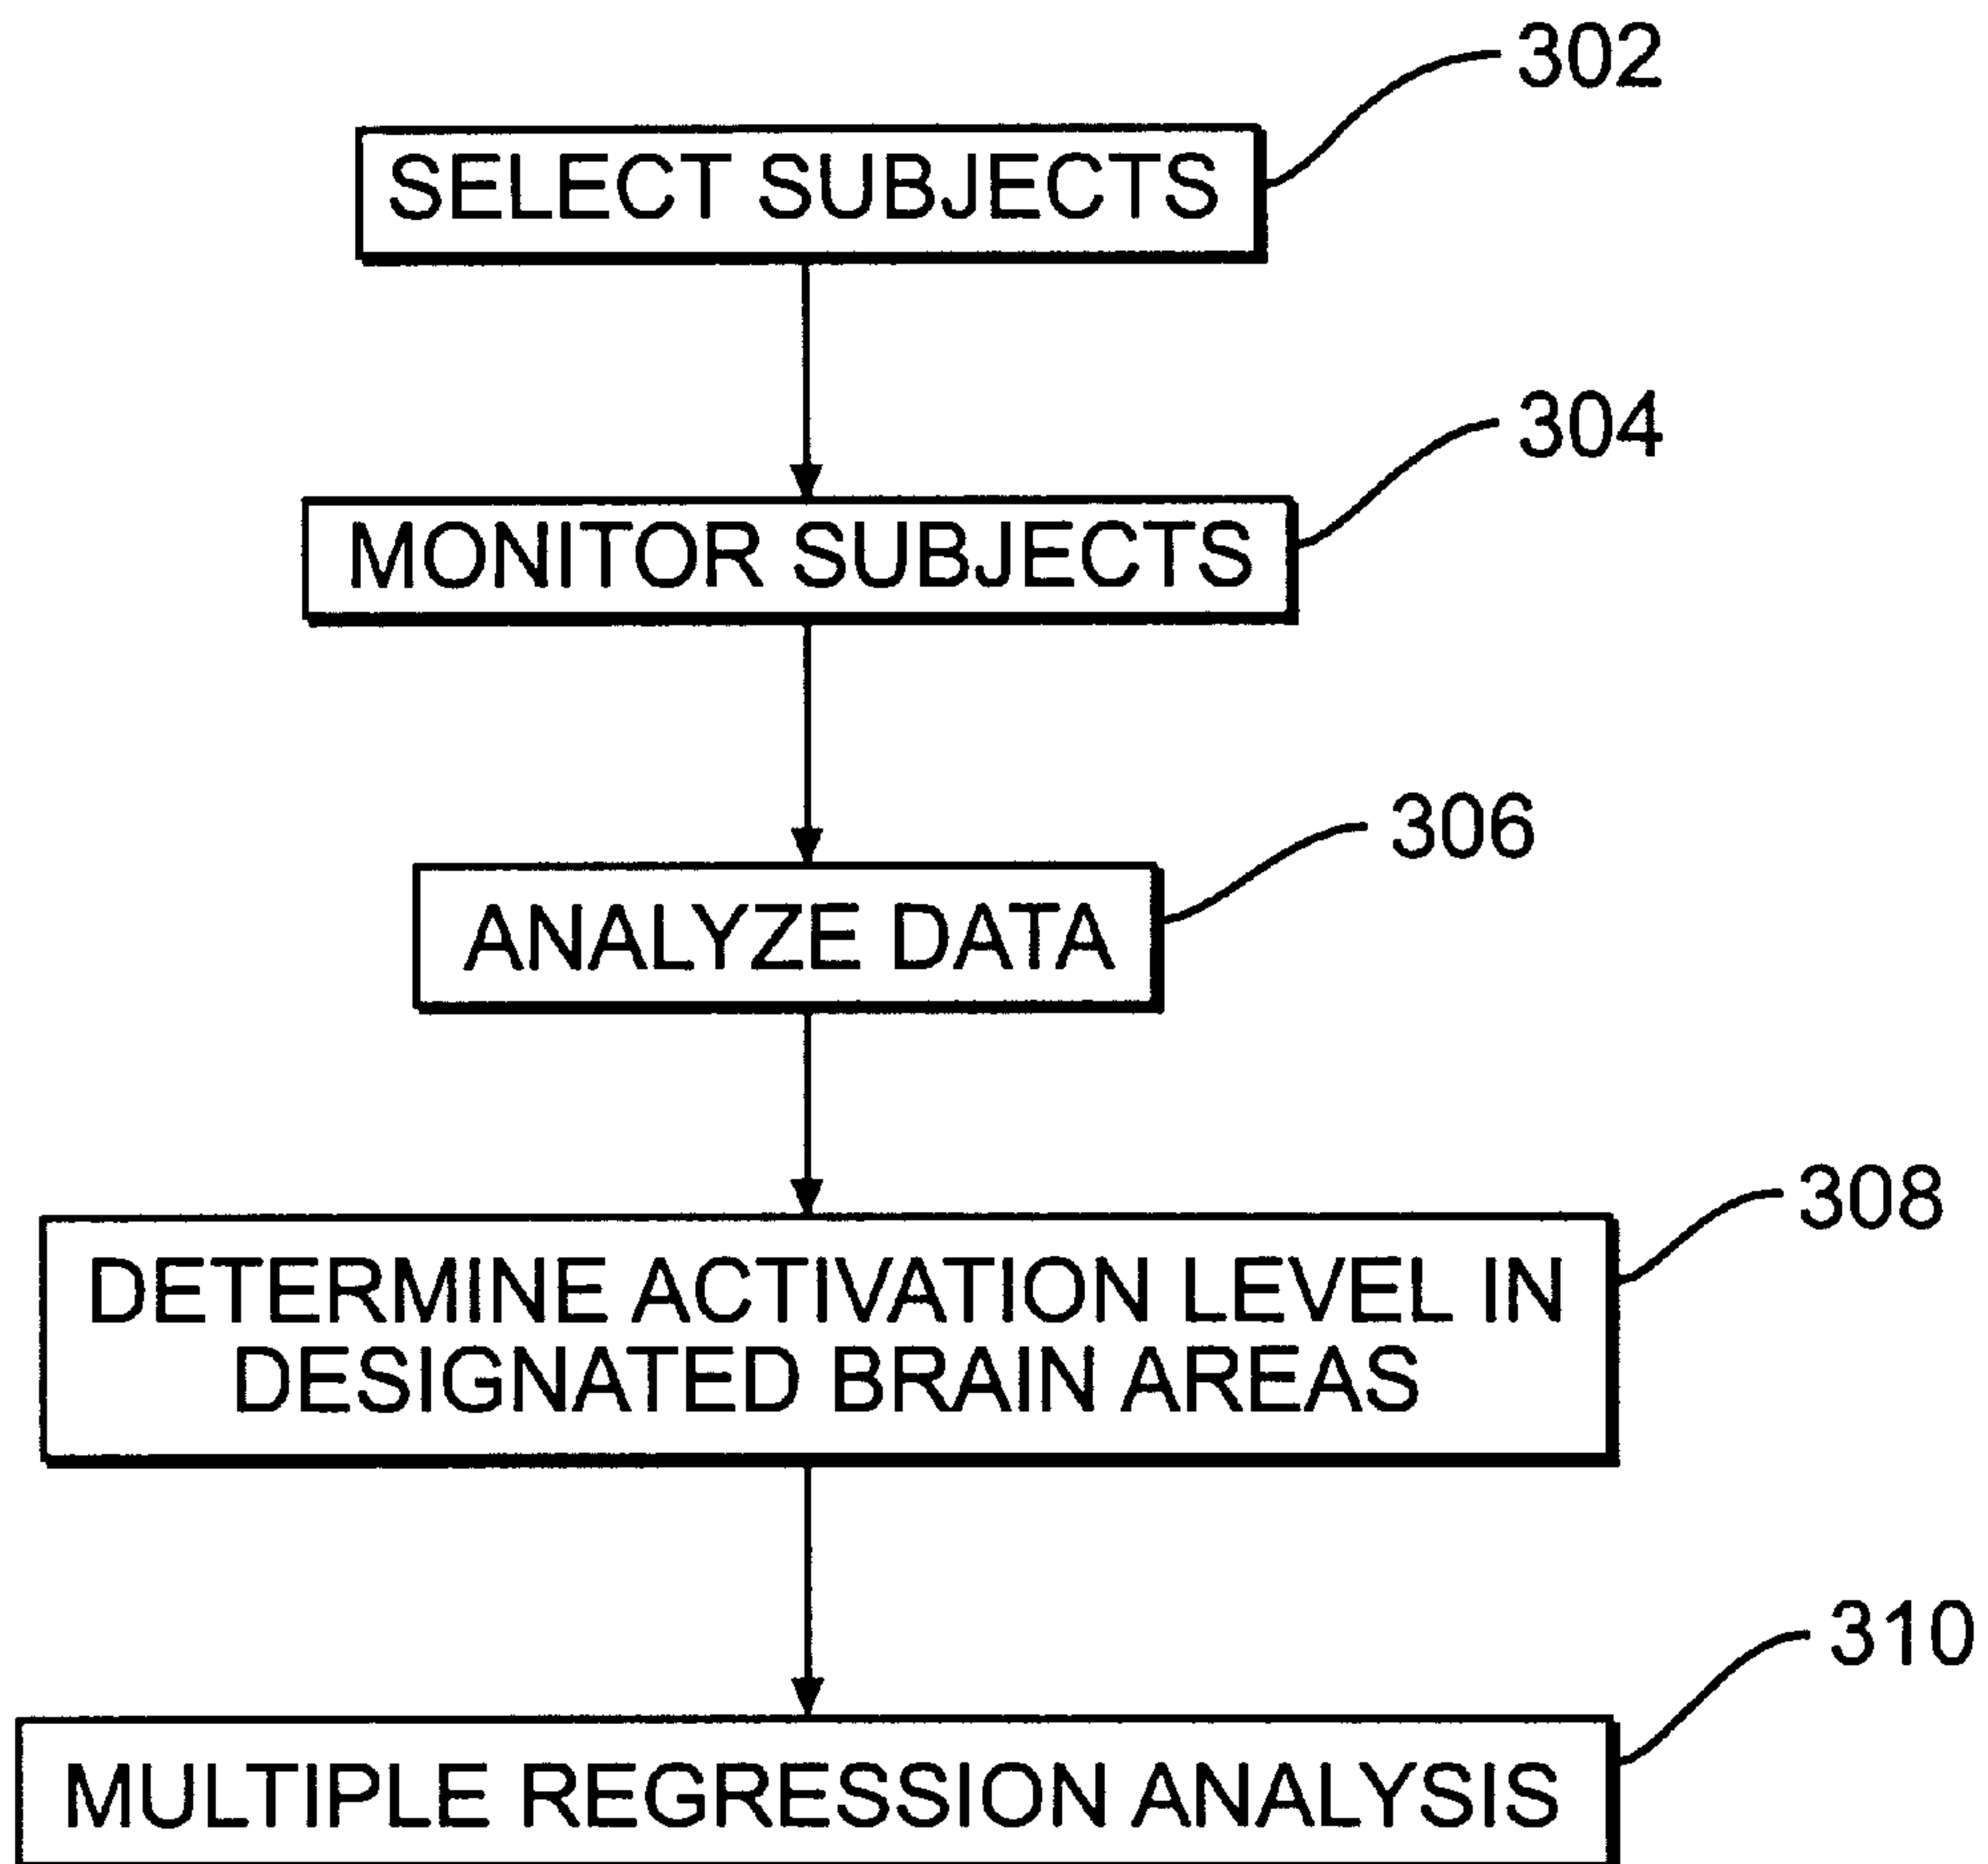 302
SELECT SUBJECTS
304
MONITOR SUBJECTS
306
ANALYZE DATA
308
DETERMINE ACTIVATION LEVEL IN
DESIGNATED BRAIN AREAS
310
MULTIPLE REGRESSION ANALYSIS